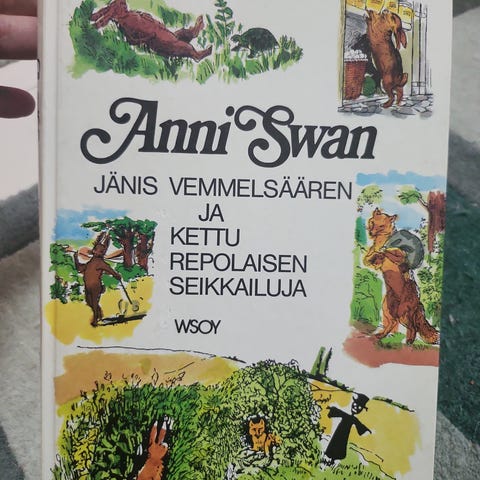 Anni Swan
JÄNIS VEMMELSÄÄREN
JA
KETTU
REPOLAISEN
SEIKKAILUJA
WSOY